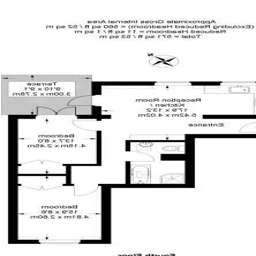 Approximate Gross Internal Area
(Excluding Reduced Headroom) = 560 sq ft / 52 sq m
Reduced Headroom = 11 sq ft / 1 sq m
Total = 571 sq ft / 53 sq m
Terrace
9'10 x 9'1
3.00m x 2.78m
Reception Room
/ Kitchen
17'9 x 13'2
5.42m x 4.02m
Entrance
Bedroom
13'7 x 8'0
4.15m x 2.45m
Bedroom
15'9 x 8'6
4.81m x 2.60m
Fourth Floor